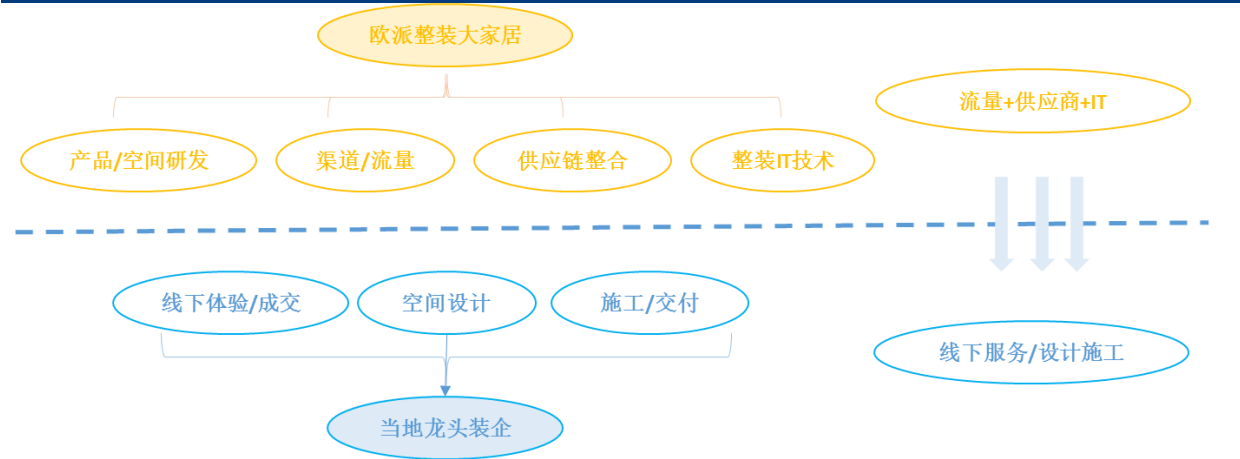 欧派整装大家居
流量+供应商+IT
产品/空间研发
渠道/流量
供应链整合
整装IT技术
线下体验/成交
空间设计
施工/交付
线下服务/设计施工
当地龙头装企